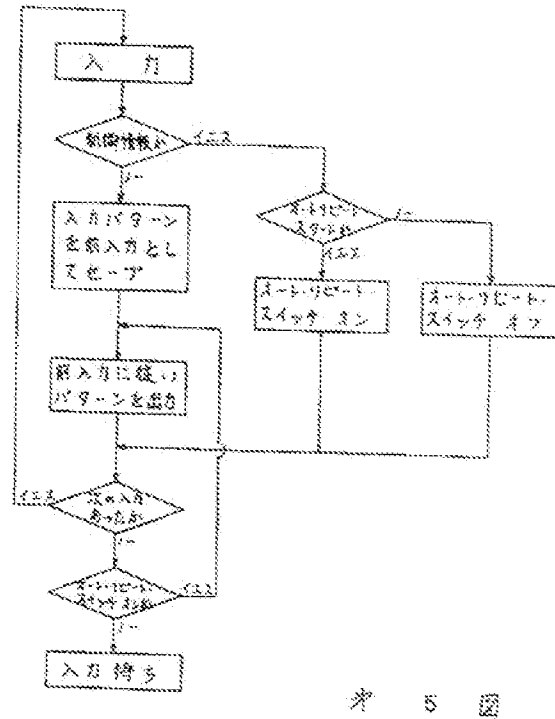 入力
制御情報か
イエス
ノー
入力パターン
を前入力とし
てセーブ
オートリピート
スタートか
ノー
イエス
オート・リピート・
スイッチ オン
オート・リピート・
スイッチ オフ
前入力に従い
パターンを出力
イエス
次の入力
あったか
ノー
オート・リピート・
スイッチ オンか
イエス
ノー
入力待ち
第 5 図